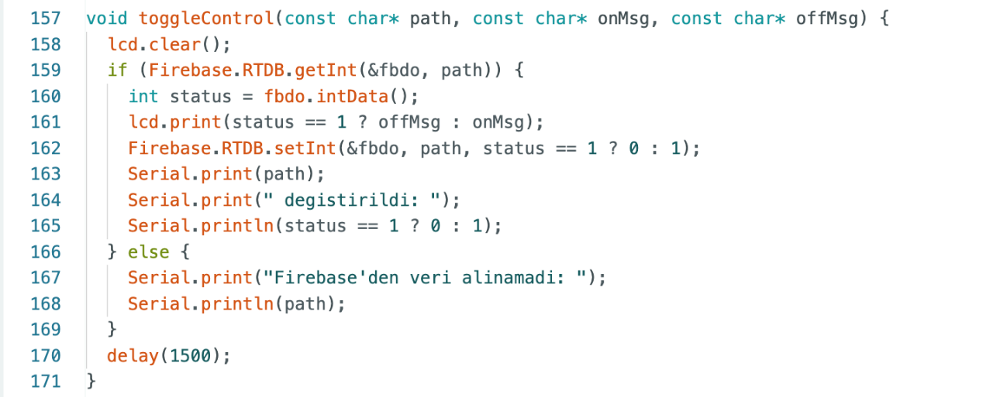 157 void toggleControl(const char* path, const char* onMsg, const char* offMsg) {
158 lcd.clear();
159 if (Firebase.RTDB.getInt(&fbdo, path)) {
160 int status = fbdo.intData();
161 lcd.print(status == 1 ? offMsg : onMsg);
162 Firebase.RTDB.setInt(&fbdo, path, status == 1 ? 0 : 1);
163 Serial.print(path);
164 Serial.print(" degistirildi: ");
165 Serial.println(status == 1 ? 0 : 1);
166 } else {
167 Serial.print("Firebase'den veri alinamadi: ");
168 Serial.println(path);
169 }
170 delay(1500);
171 }